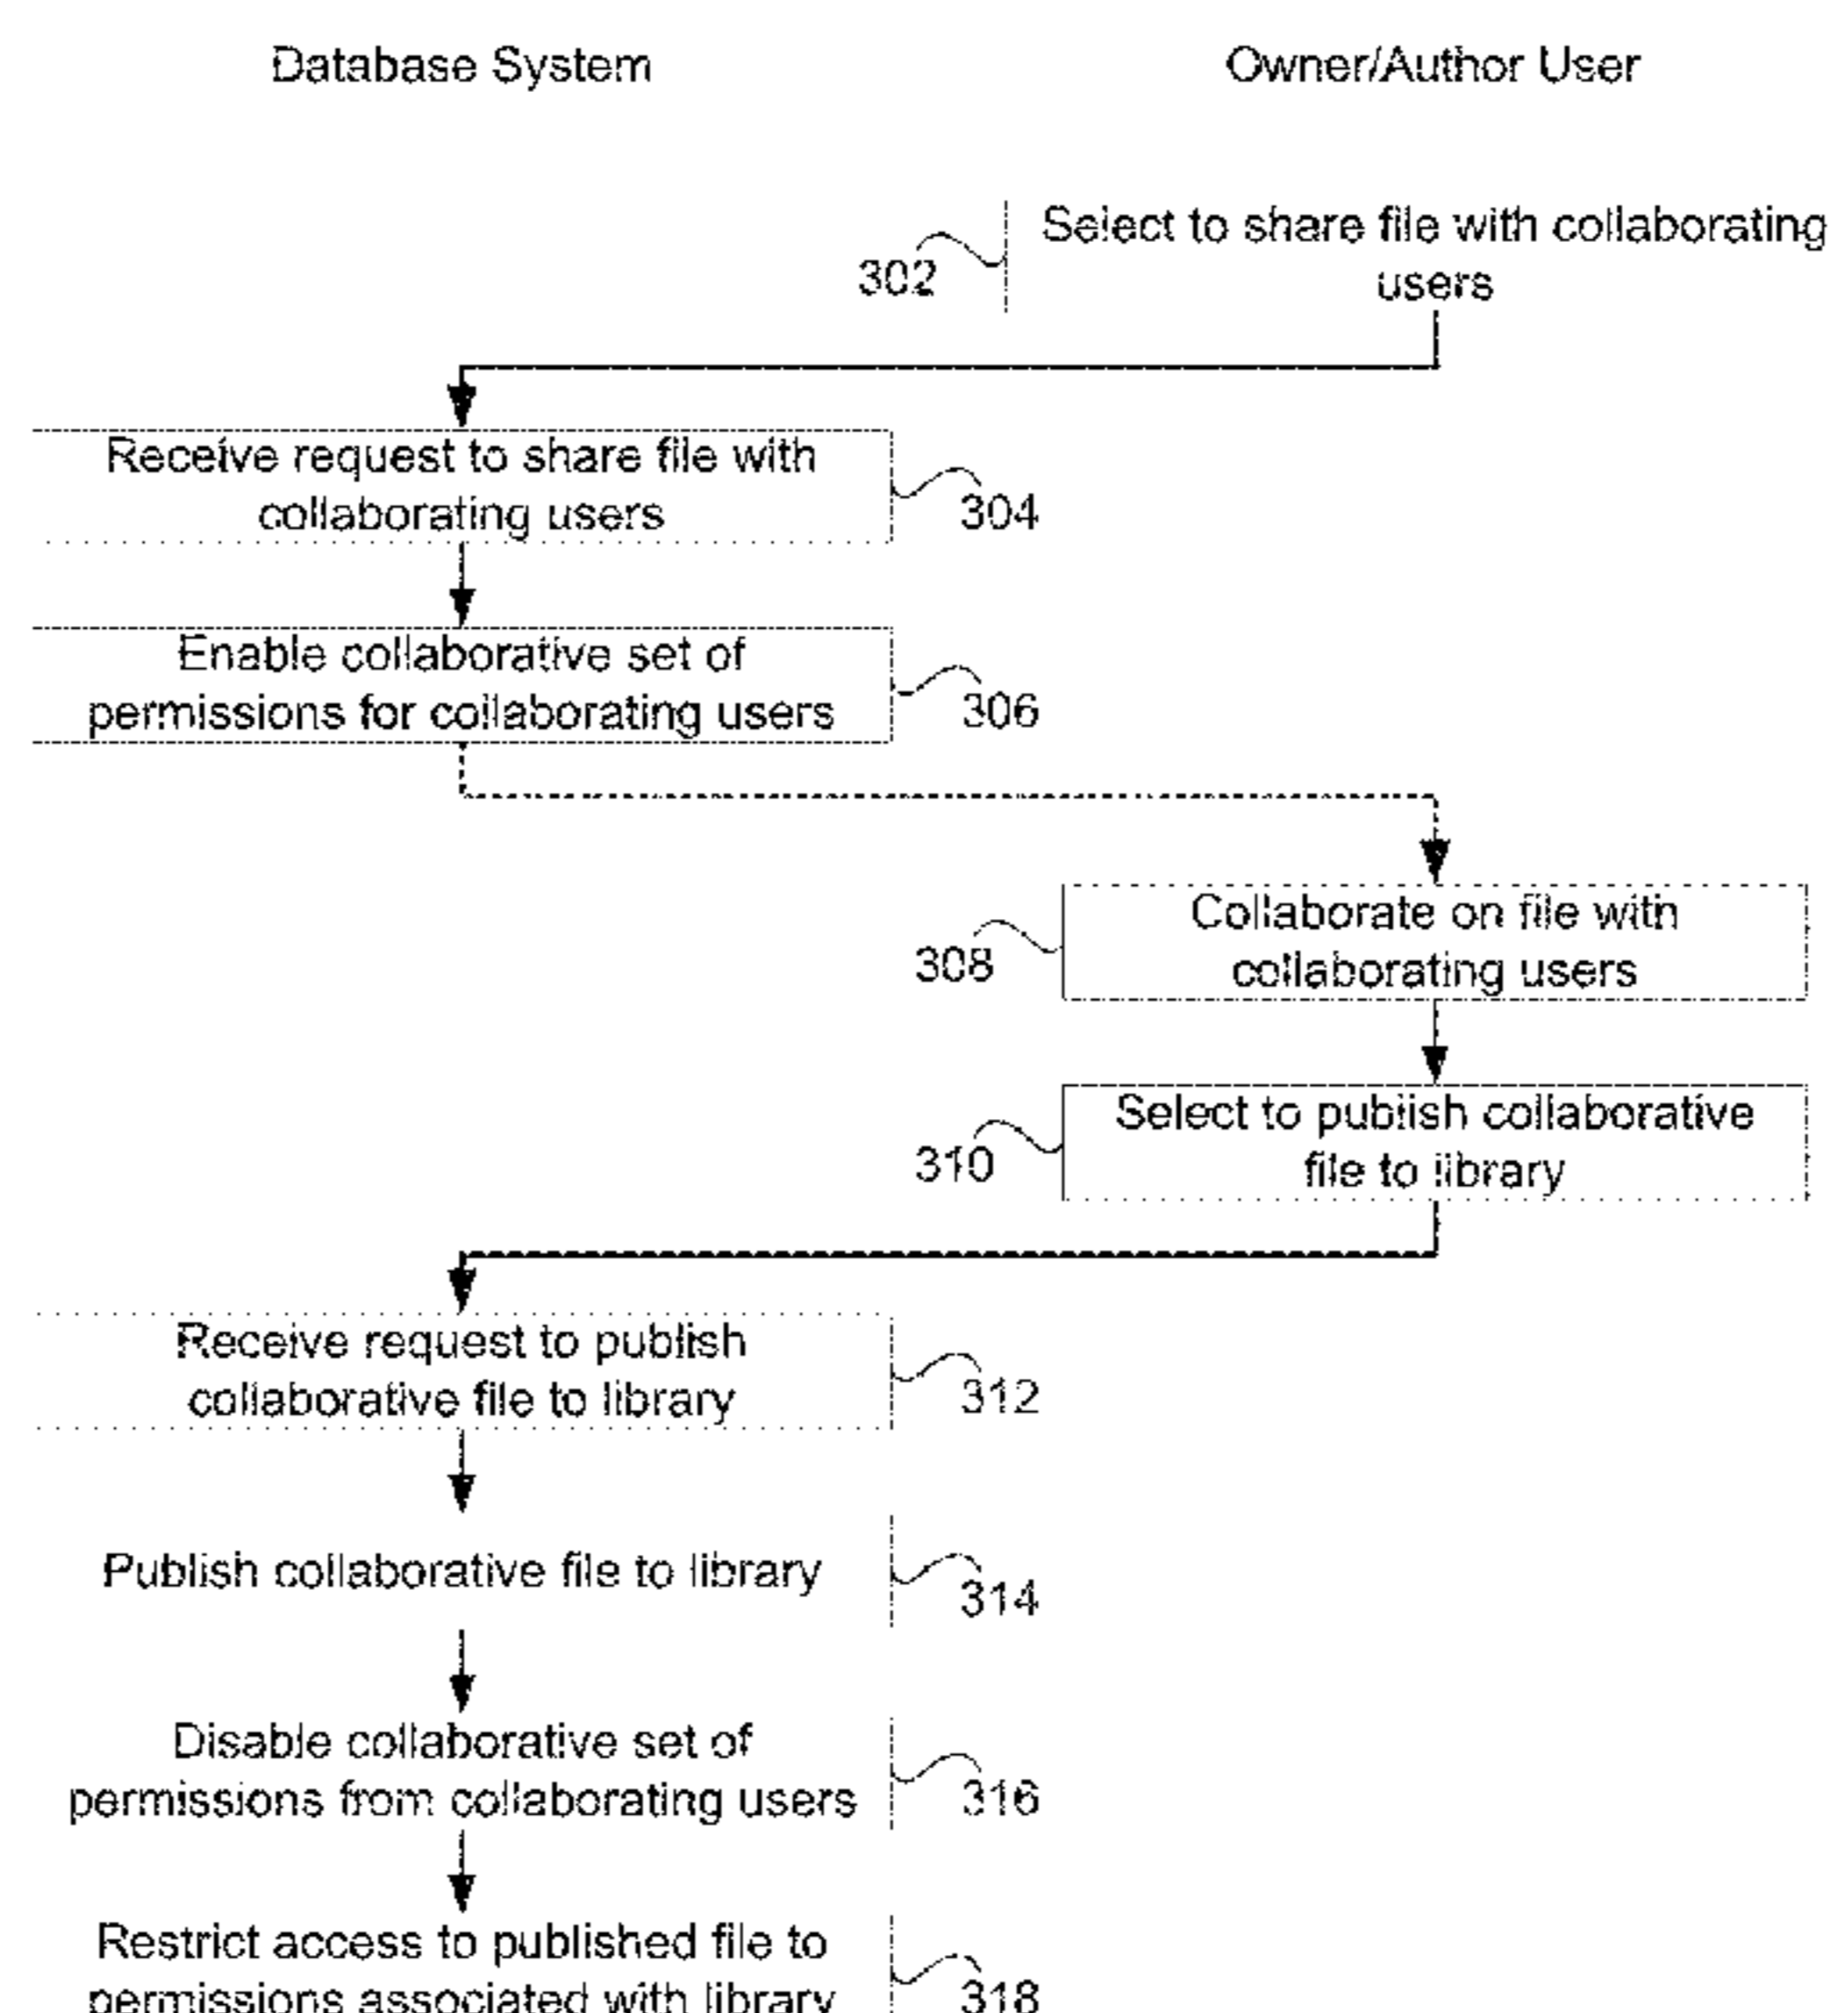 Database System
Owner/Author User
Select to share file with collaborating
users
302
Receive request to share file with
collaborating users
304
Enable collaborative set of
permissions for collaborating users
306
Collaborate on file with
collaborating users
308
Select to publish collaborative
file to library
310
Receive request to publish
collaborative file to library
312
Publish collaborative file to library
314
Disable collaborative set of
permissions from collaborating users
316
Restrict access to published file to
permissions associated with library
318